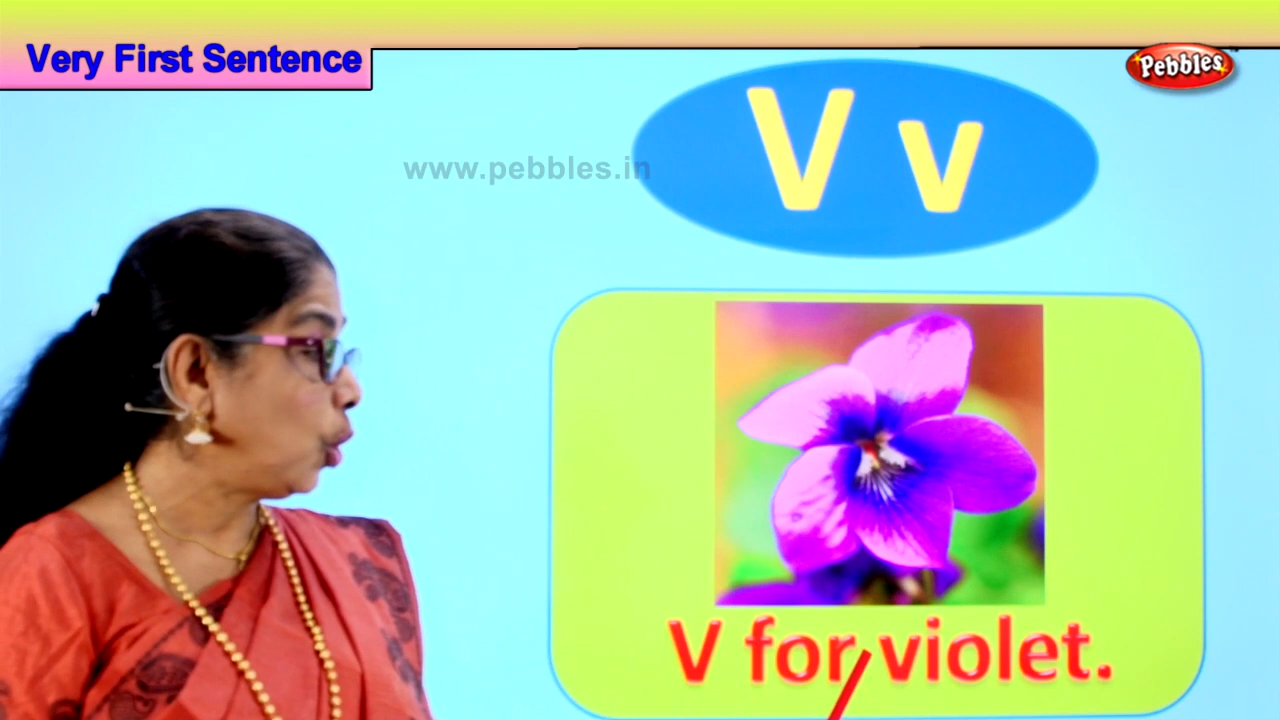 Very First Sentence
Pebbles
V v
www.pebbles.in
V for violet.